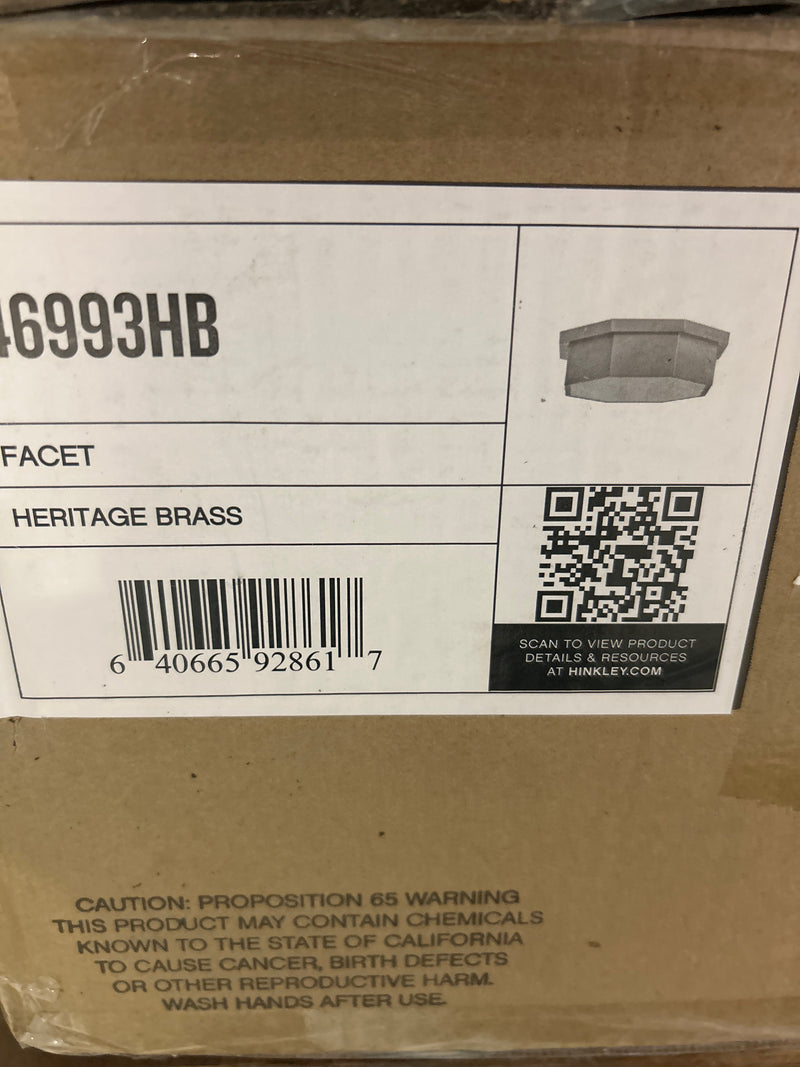 46993HB
FACET
HERITAGE BRASS
6 40665 92861 7
SCAN TO VIEW PRODUCT
DETAILS & RESOURCES
AT HINKLEY.COM
CAUTION: PROPOSITION 65 WARNING
THIS PRODUCT MAY CONTAIN CHEMICALS
KNOWN TO THE STATE OF CALIFORNIA
TO CAUSE CANCER, BIRTH DEFECTS
OR OTHER REPRODUCTIVE HARM.
WASH HANDS AFTER USE.